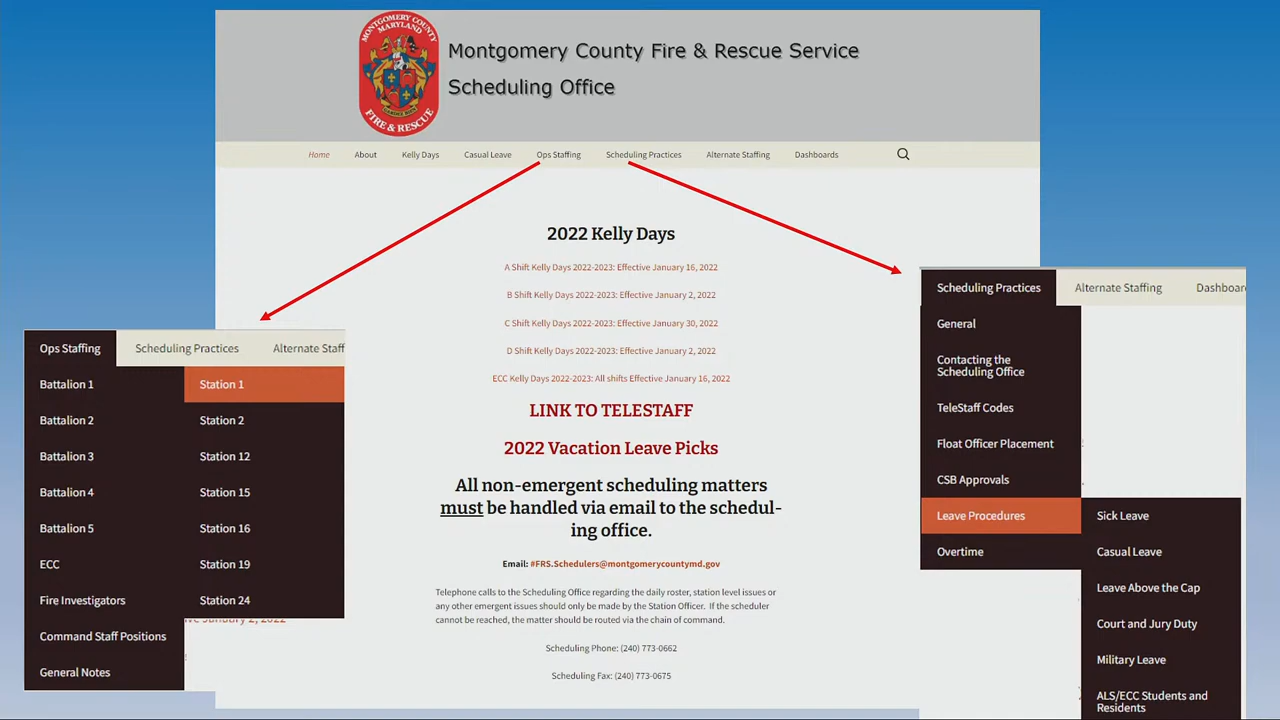 MONTGOMERY COUNTY
MARYLAND
FIRE & RESCUE
Montgomery County Fire & Rescue Service
Scheduling Office
Home About Kelly Days Casual Leave Ops Staffing Scheduling Practices Alternate Staffing Dashboards
2022 Kelly Days
A Shift Kelly Days 2022-2023: Effective January 16, 2022
B Shift Kelly Days 2022-2023: Effective January 2, 2022
C Shift Kelly Days 2022-2023: Effective January 30, 2022
D Shift Kelly Days 2022-2023: Effective January 2, 2022
ECC Kelly Days 2022-2023: All shifts Effective January 16, 2022
LINK TO TELESTAFF
2022 Vacation Leave Picks
All non-emergent scheduling matters
must be handled via email to the schedul-
ing office.
Email: #FRS.Schedulers@montgomerycountymd.gov
Telephone calls to the Scheduling Office regarding the daily roster, station level issues or
any other emergent issues should only be made by the Station Officer. If the scheduler
cannot be reached, the matter should be routed via the chain of command.
Scheduling Phone: (240) 773-0662
Scheduling Fax: (240) 773-0675
Ops Staffing Scheduling Practices Alternate Staff
Battalion 1
Battalion 2
Battalion 3
Battalion 4
Battalion 5
ECC
Fire Investigators
Command Staff Positions
General Notes
Station 1
Station 2
Station 12
Station 15
Station 16
Station 19
Station 24
ive January 2, 2022
Scheduling Practices Alternate Staffing Dashboar
General
Contacting the
Scheduling Office
TeleStaff Codes
Float Officer Placement
CSB Approvals
Leave Procedures
Overtime
Sick Leave
Casual Leave
Leave Above the Cap
Court and Jury Duty
Military Leave
ALS/ECC Students and
Residents